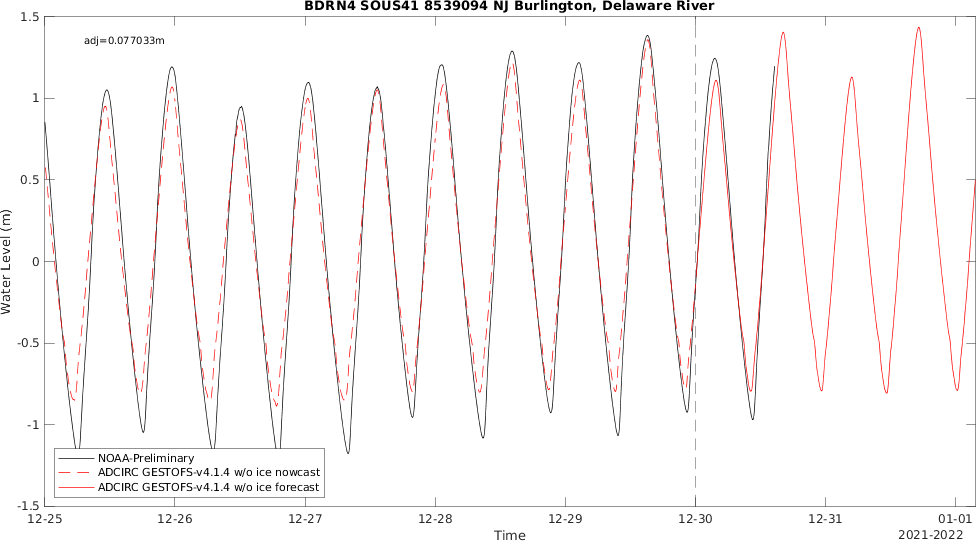 BDRN4 SOUS41 8539094 NJ Burlington, Delaware River
adj=0.077033m
1.5
1
0.5
0
-0.5
-1
-1.5
Water Level (m)
NOAA-Preliminary
ADCIRC GESTOFS-v4.1.4 w/o ice nowcast
ADCIRC GESTOFS-v4.1.4 w/o ice forecast
12-25
12-26
12-27
12-28
12-29
12-30
12-31
01-01
Time
2021-2022